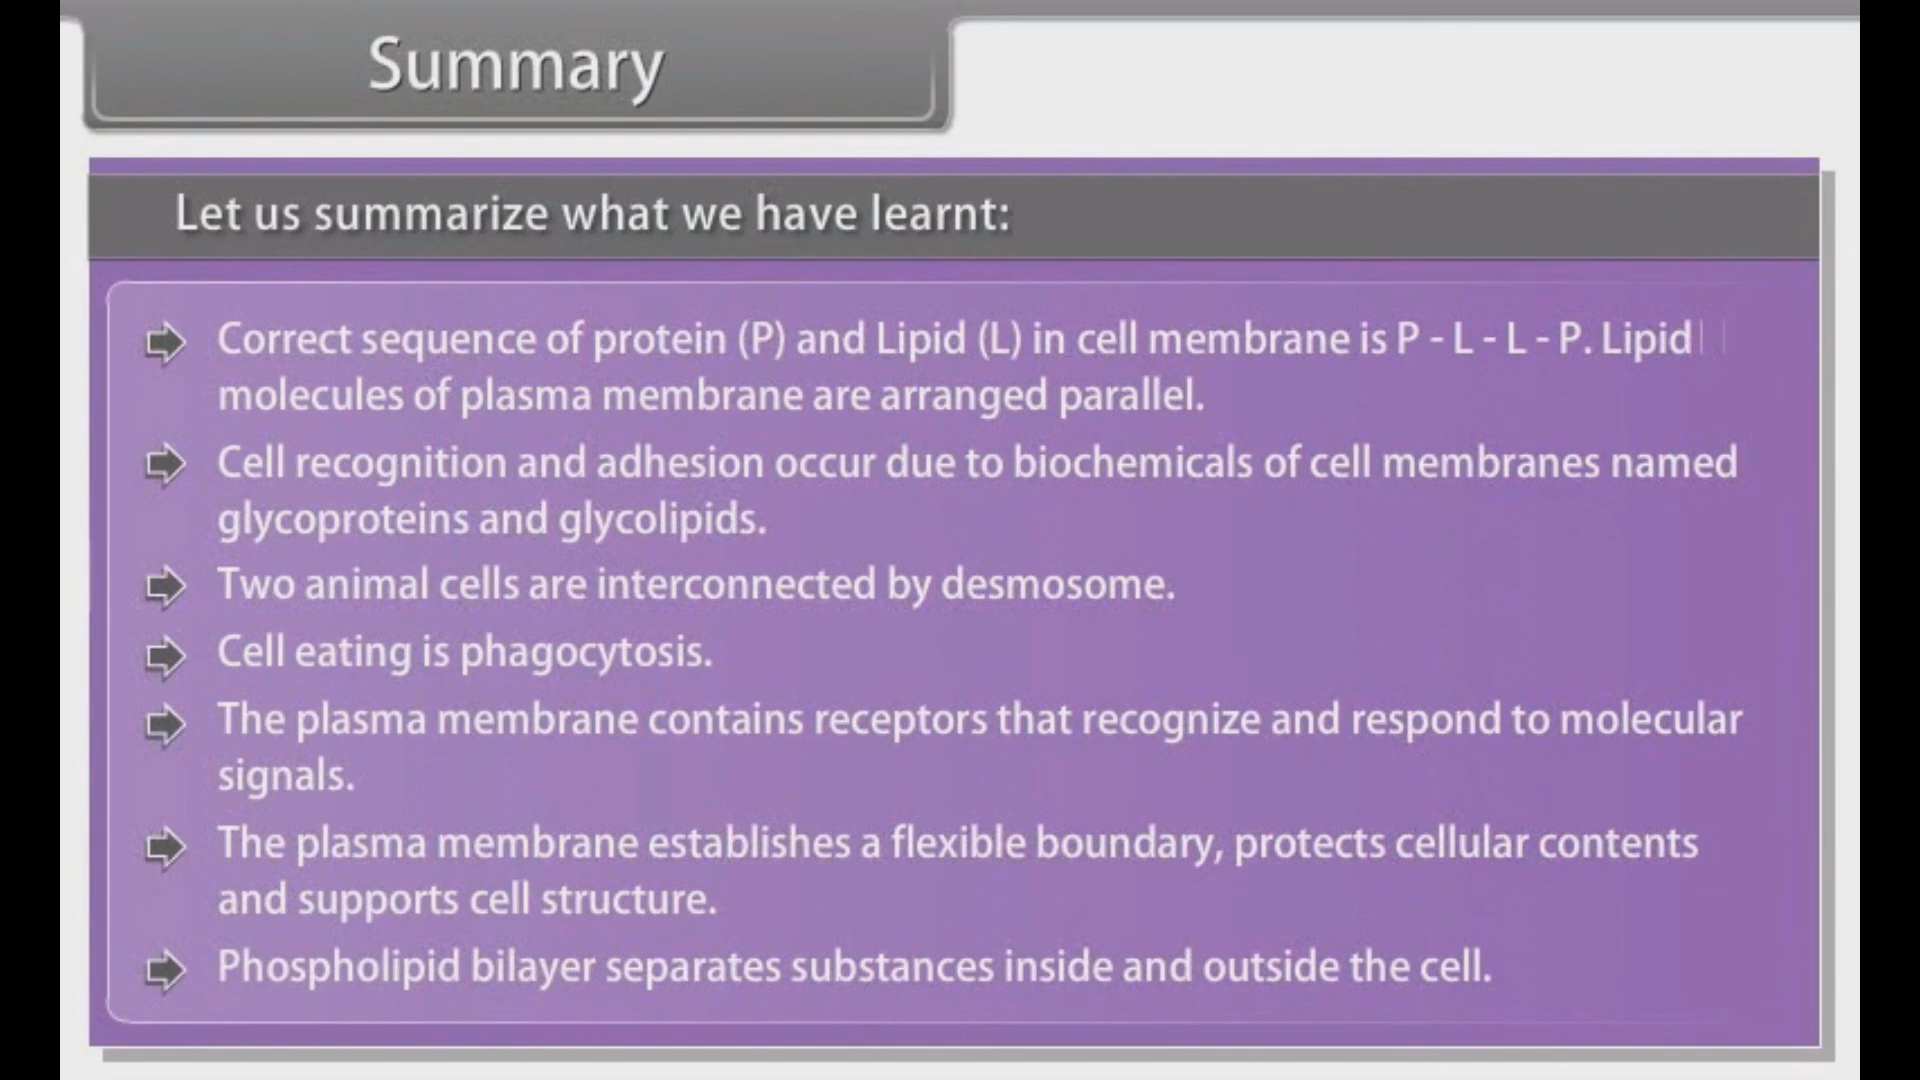 Summary
Let us summarize what we have learnt:
Correct sequence of protein (P) and Lipid (L) in cell membrane is P - L - L - P. Lipid
molecules of plasma membrane are arranged parallel.
Cell recognition and adhesion occur due to biochemicals of cell membranes named
glycoproteins and glycolipids.
Two animal cells are interconnected by desmosome.
Cell eating is phagocytosis.
The plasma membrane contains receptors that recognize and respond to molecular
signals.
The plasma membrane establishes a flexible boundary, protects cellular contents
and supports cell structure.
Phospholipid bilayer separates substances inside and outside the cell.